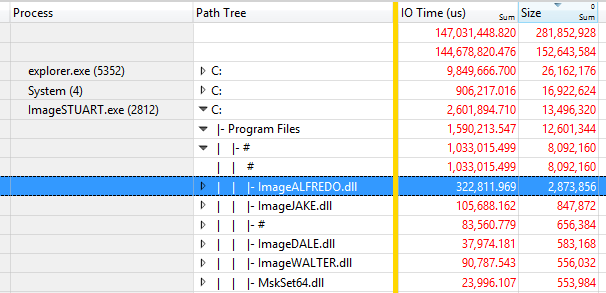 Process Path Tree IO Time (us) Sum Size 0 Sum
147,031,448.820 281,852,928
144,678,820.476 152,643,584
explorer.exe (5352) C: 9,849,666.700 26,162,176
System (4) C: 906,217.016 16,922,624
ImageSTUART.exe (2812) C: 2,601,894.710 13,496,320
|- Program Files 1,590,213.547 12,601,344
| |- # 1,033,015.499 8,092,160
| | # 1,033,015.499 8,092,160
| | |- ImageALFREDO.dll 322,811.969 2,873,856
| | |- ImageJAKE.dll 105,688.162 847,872
| | |- # 83,560.779 656,384
| | |- ImageDALE.dll 37,974.181 583,168
| | |- ImageWALTER.dll 90,787.543 556,032
| | |- MskSet64.dll 23,996.107 553,984